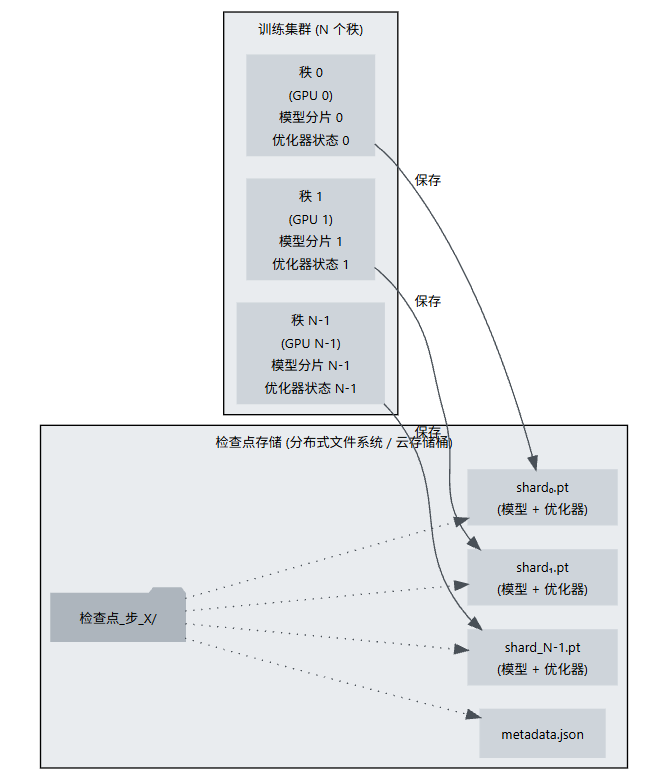 训练集群 (N 个秩)
秩 0
(GPU 0)
模型分片 0
优化器状态 0
保存
秩 1
(GPU 1)
模型分片 1
优化器状态 1
保存
秩 N-1
(GPU N-1)
模型分片 N-1
优化器状态 N-1
保存
检查点存储 (分布式文件系统 / 云存储桶)
shard₀.pt
(模型 + 优化器)
shard₁.pt
(模型 + 优化器)
检查点_步_X/
shard_N-1.pt
(模型 + 优化器)
metadata.json